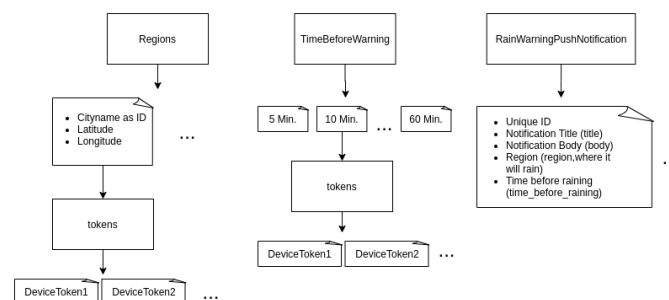 Regions
TimeBeforeWarning
RainWarningPushNotification
Cityname as ID
Latitude
Longitude
...
5 Min.
10 Min.
...
60 Min.
Unique ID
Notification Title (title)
Notification Body (body)
Region (region,where it
will rain)
Time before raining
(time_before_raining)
tokens
tokens
DeviceToken1
DeviceToken2
...
DeviceToken1
DeviceToken2
...